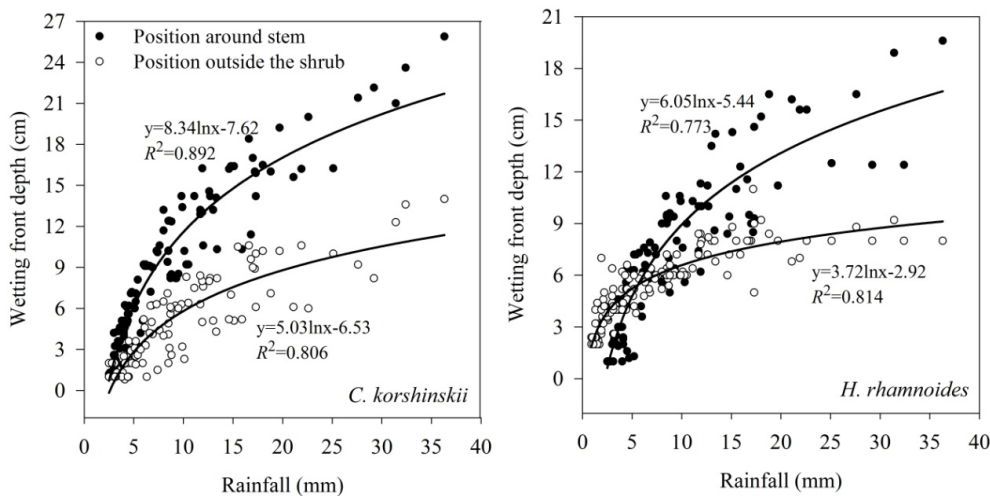 27
24
21
18
15
12
9
6
3
0
Wetting front depth (cm)
Position around stem
Position outside the shrub
y=8.34lnx-7.62
R²=0.892
y=5.03lnx-6.53
R²=0.806
C. korshinskii
0 5 10 15 20 25 30 35 40
Rainfall (mm)
21
18
15
12
9
6
3
0
Wetting front depth (cm)
y=6.05lnx-5.44
R²=0.773
y=3.72lnx-2.92
R²=0.814
H. rhamnoides
0 5 10 15 20 25 30 35 40
Rainfall (mm)